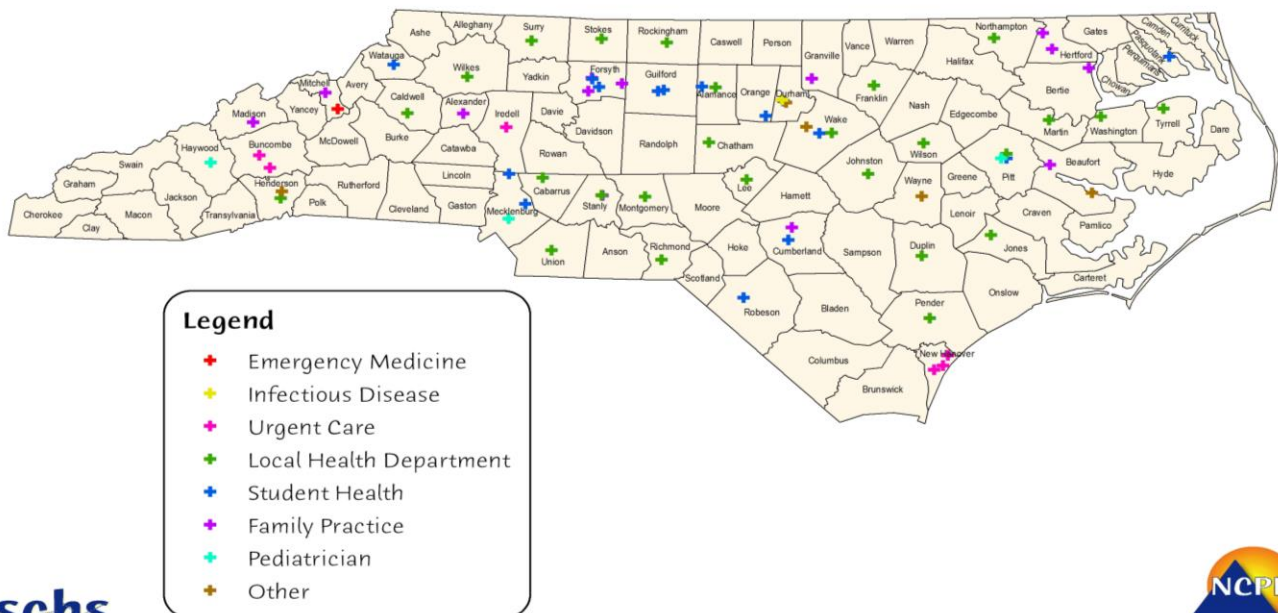 Ashe
Alleghany
Surry
Stokes
Rockingham
Caswell
Person
Granville
Vance
Warren
Northampton
Gates
Camden
Currituck
Pasquotank
Perquimans
Hertford
Halifax
Watauga
Wilkes
Yadkin
Forsyth
Guilford
Alamance
Orange
Durham
Franklin
Nash
Bertie
Chowan
Mitchell
Avery
Caldwell
Alexander
Iredell
Davie
Davidson
Randolph
Chatham
Wake
Edgecombe
Martin
Washington
Tyrrell
Dare
Madison
Yancey
McDowell
Burke
Catawba
Rowan
Johnston
Wilson
Pitt
Beaufort
Hyde
Haywood
Buncombe
Swain
Graham
Cherokee
Clay
Macon
Jackson
Transylvania
Henderson
Polk
Rutherford
Cleveland
Lincoln
Gaston
Mecklenburg
Cabarrus
Stanly
Montgomery
Moore
Lee
Harnett
Wayne
Greene
Lenoir
Craven
Pamlico
Jones
Carteret
Union
Anson
Richmond
Scotland
Hoke
Cumberland
Sampson
Duplin
Onslow
Robeson
Bladen
Pender
Columbus
Brunswick
New Hanover
Legend
Emergency Medicine
Infectious Disease
Urgent Care
Local Health Department
Student Health
Family Practice
Pediatrician
Other